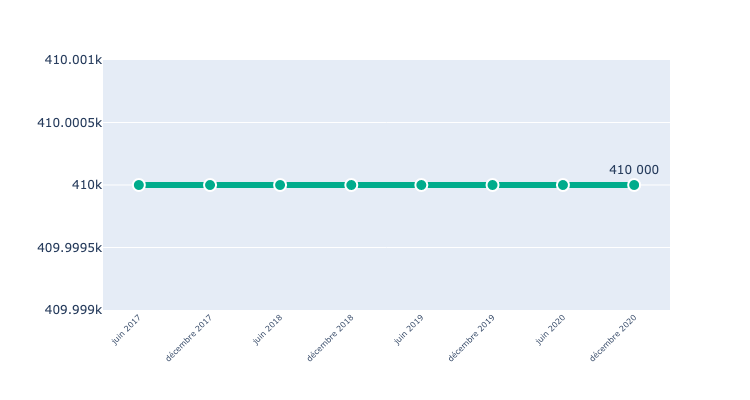 410.001k
410.0005k
410k
409.9995k
409.999k
410 000
juin 2017
décembre 2017
juin 2018
décembre 2018
juin 2019
décembre 2019
juin 2020
décembre 2020